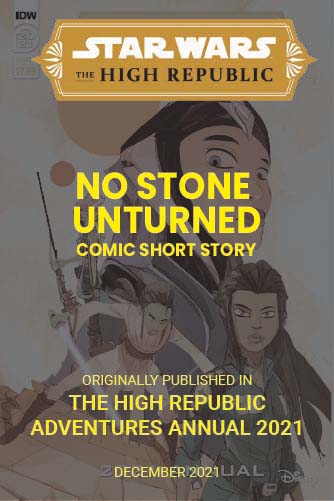 IDW
STAR WARS
THE HIGH REPUBLIC
NO STONE
UNTURNED
COMIC SHORT STORY
ORIGINALLY PUBLISHED IN
THE HIGH REPUBLIC
ADVENTURES ANNUAL 2021
DECEMBER 2021
Disney